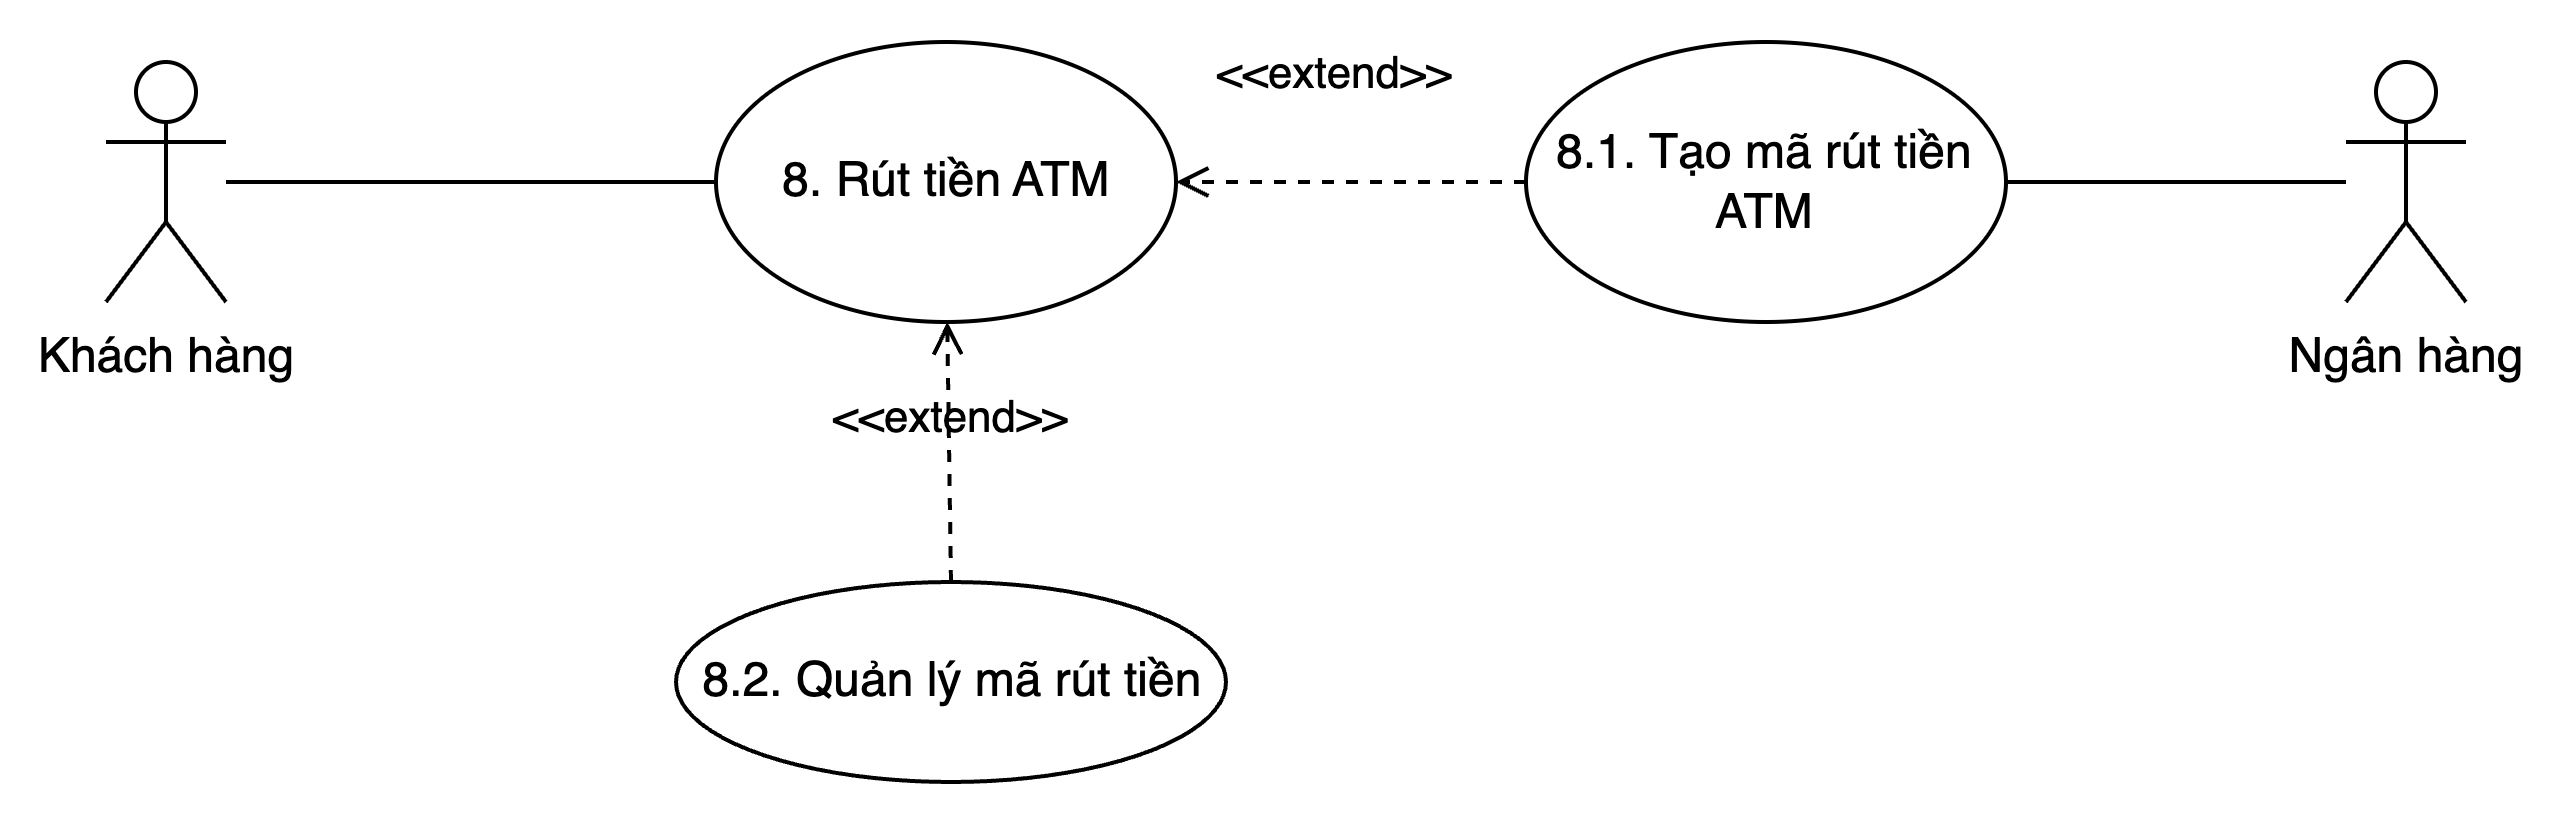 <<extend>>
8. Rút tiền ATM
8.1. Tạo mã rút tiền
ATM
Khách hàng
Ngân hàng
<<extend>>
8.2. Quản lý mã rút tiền